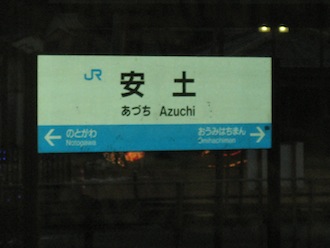 JR 安土
あづち Azuchi
のとがわ おうみはちまん
Notogawa Ōmihachiman